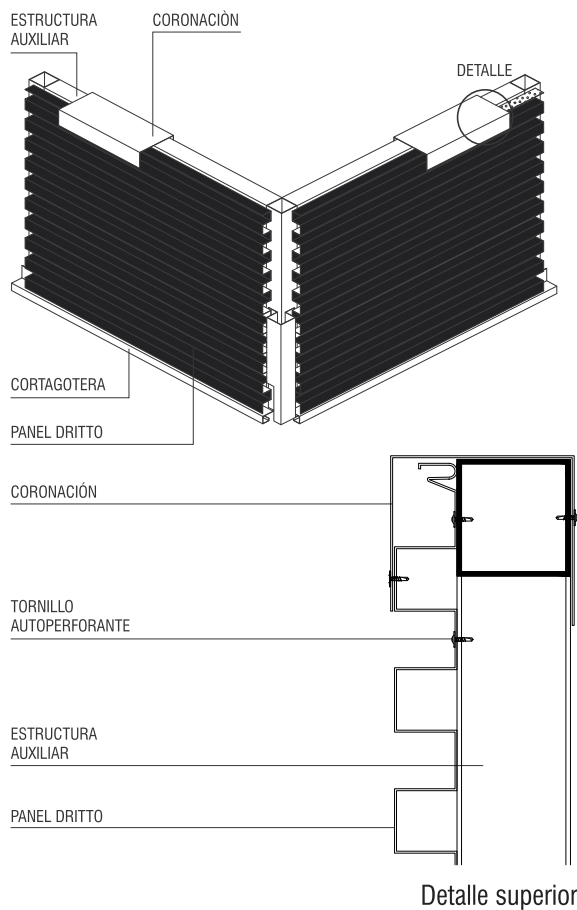 ESTRUCTURA
AUXILIAR
CORONACIÒN
DETALLE
CORTAGOTERA
PANEL DRITTO
CORONACIÓN
TORNILLO
AUTOPERFORANTE
ESTRUCTURA
AUXILIAR
PANEL DRITTO
Detalle superior